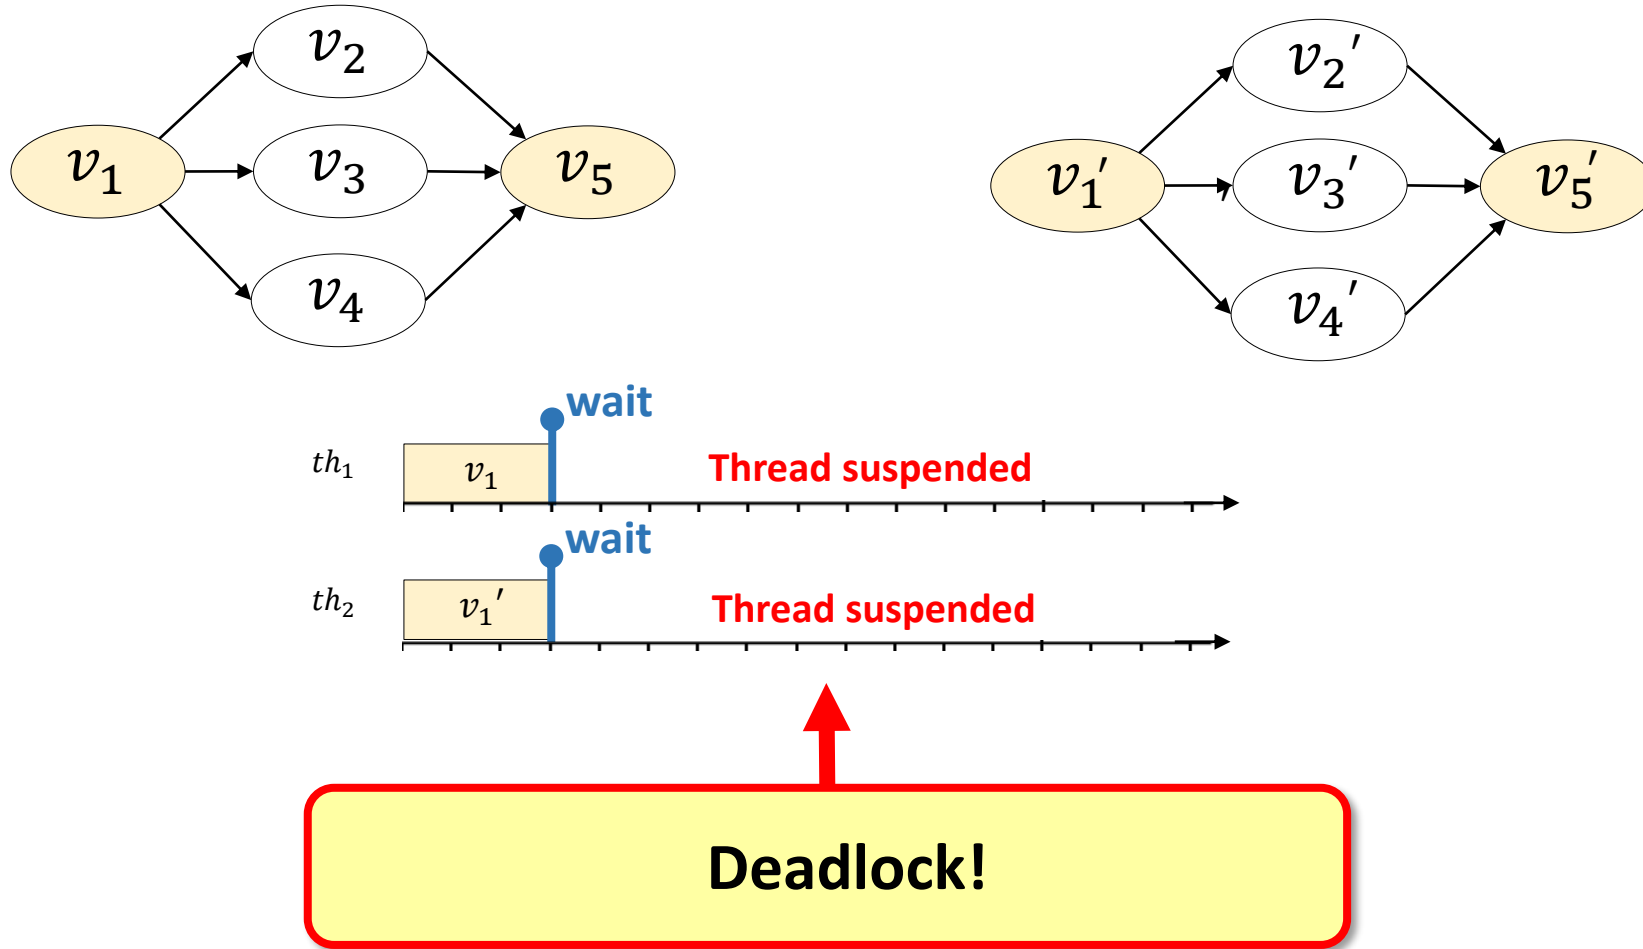 v₂
v₁ v₃ v₅
v₄
v₂′
v₁′ , v₃′ v₅′
v₄′
wait
th₁ v₁ Thread suspended
wait
th₂ v₁′ Thread suspended
Deadlock!